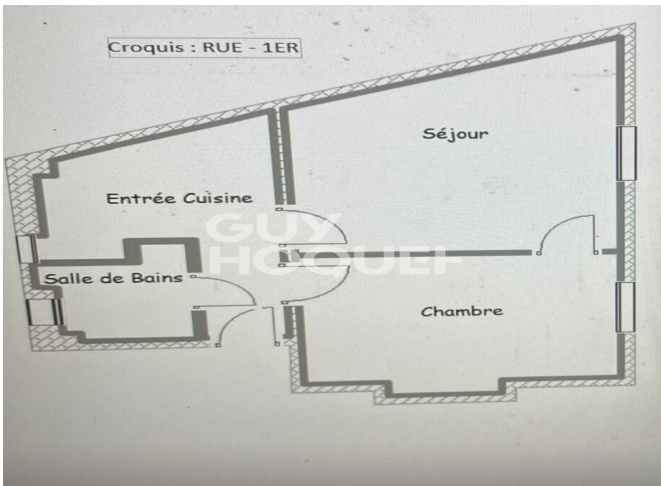 Croquis : RUE - 1ER
Séjour
Entrée Cuisine
GUY
HOQUET
Salle de Bains
Chambre